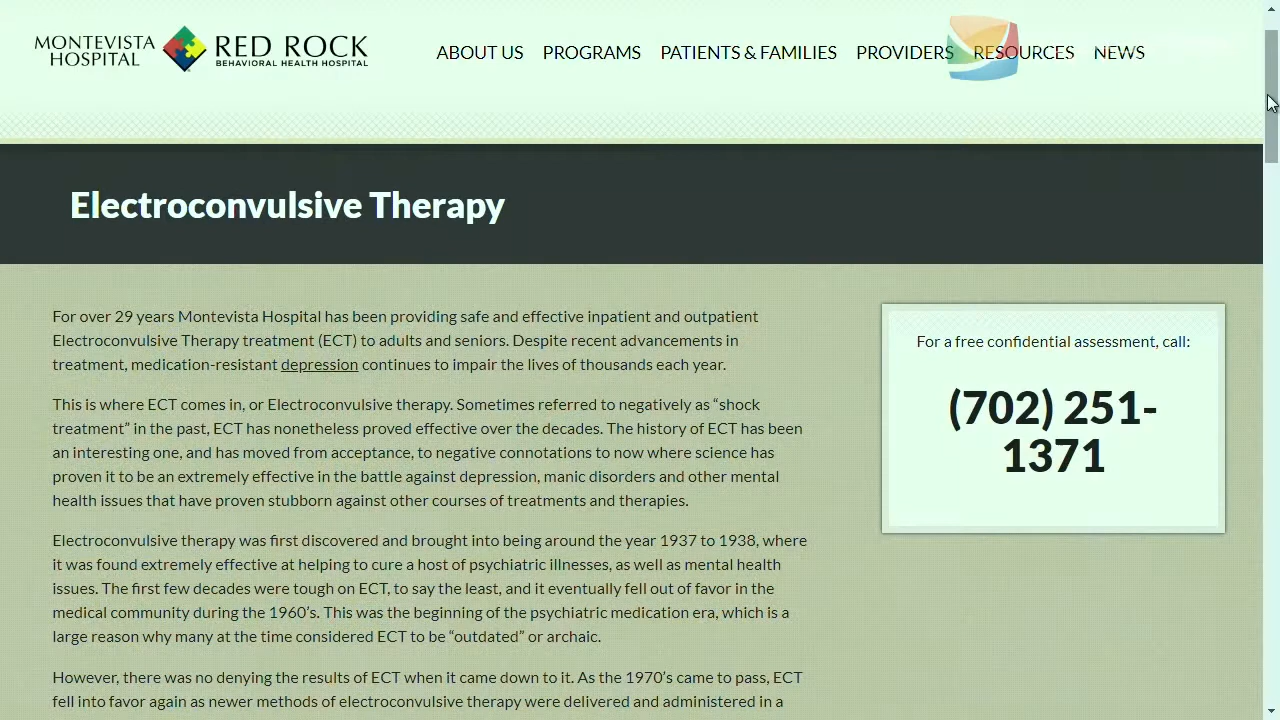 MONTEVISTA HOSPITAL
RED ROCK
BEHAVIORAL HEALTH HOSPITAL
ABOUT US PROGRAMS PATIENTS & FAMILIES PROVIDERS RESOURCES NEWS
Electroconvulsive Therapy
For over 29 years Montevista Hospital has been providing safe and effective inpatient and outpatient
Electroconvulsive Therapy treatment (ECT) to adults and seniors. Despite recent advancements in
treatment, medication-resistant depression continues to impair the lives of thousands each year.
This is where ECT comes in, or Electroconvulsive therapy. Sometimes referred to negatively as “shock
treatment” in the past, ECT has nonetheless proved effective over the decades. The history of ECT has been
an interesting one, and has moved from acceptance, to negative connotations to now where science has
proven it to be an extremely effective in the battle against depression, manic disorders and other mental
health issues that have proven stubborn against other courses of treatments and therapies.
Electroconvulsive therapy was first discovered and brought into being around the year 1937 to 1938, where
it was found extremely effective at helping to cure a host of psychiatric illnesses, as well as mental health
issues. The first few decades were tough on ECT, to say the least, and it eventually fell out of favor in the
medical community during the 1960’s. This was the beginning of the psychiatric medication era, which is a
large reason why many at the time considered ECT to be “outdated” or archaic.
However, there was no denying the results of ECT when it came down to it. As the 1970’s came to pass, ECT
fell into favor again as newer methods of electroconvulsive therapy were delivered and administered in a
For a free confidential assessment, call:
(702) 251-
1371